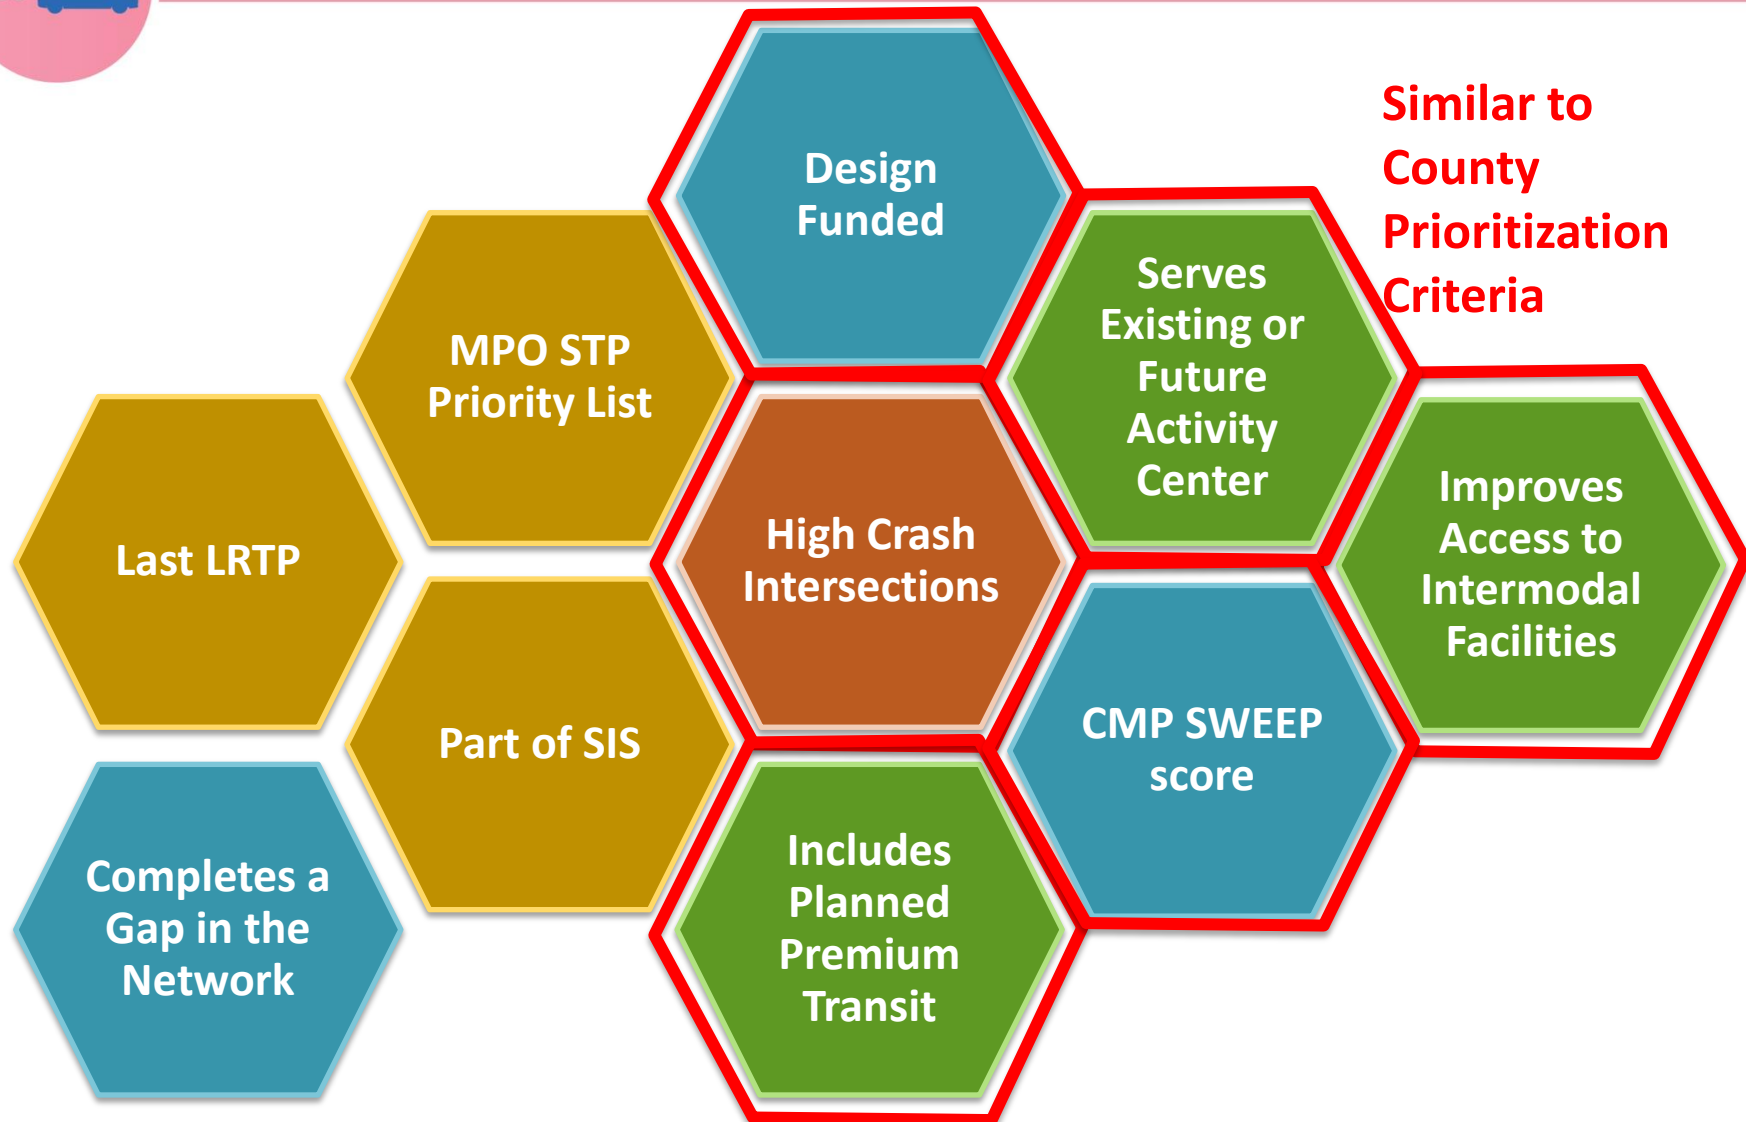 Design
Funded
Similar to
County
Prioritization
Criteria
Serves
Existing or
Future
Activity
Center
MPO STP
Priority List
Improves
Access to
Intermodal
Facilities
High Crash
Intersections
Last LRTP
CMP SWEEP
score
Part of SIS
Includes
Planned
Premium
Transit
Completes a
Gap in the
Network